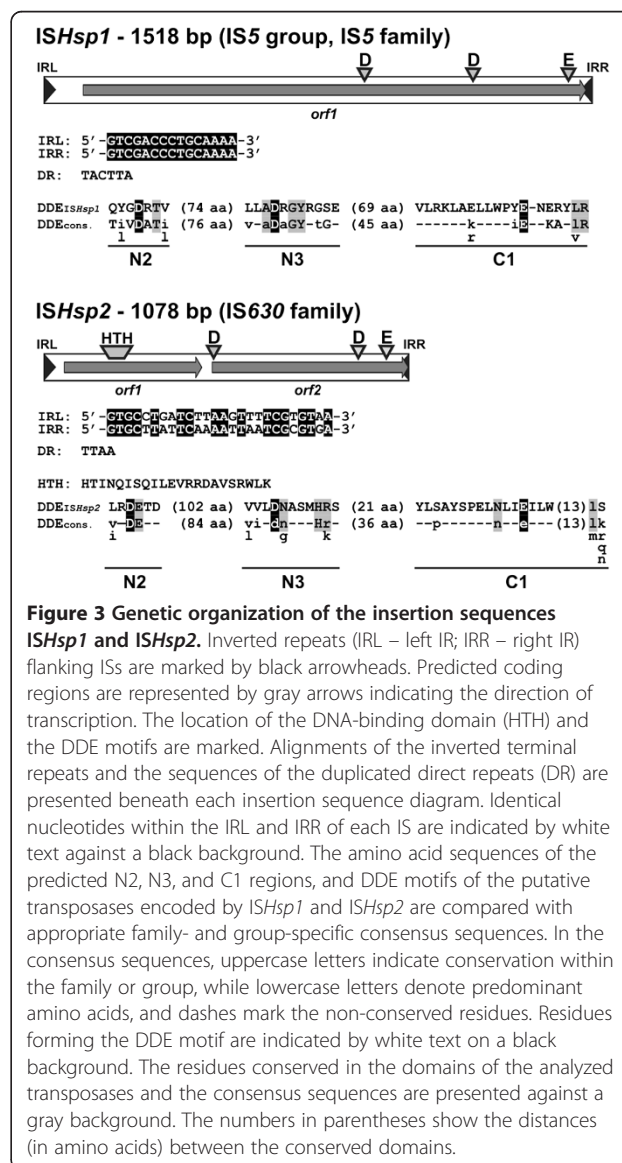 ISHsp1 - 1518 bp (IS5 group, IS5 family)
IRL D D E IRR
orf1
IRL: 5'-GTCGACCCTGCAAAA-3'
IRR: 5'-GTCGACCCTGCAAAA-3'
DR: TACTTA
DDEISHsp1 QYGDRTV (74 aa) LLADRGYRGSE (69 aa) VLRKLAELLWPYE-NERYLR
DDEcons. TiVDATi (76 aa) v-aDaGY-tG- (45 aa) ------k---iE--KA-lR
l l r v
N2 N3 C1
ISHsp2 - 1078 bp (IS630 family)
IRL HTH D D E IRR
orf1 orf2
IRL: 5'-GTGCCTGATCTTAAGTTTTCGTGTAA-3'
IRR: 5'-GTGCTTATTCAAAATTAATCGCGTGA-3'
DR: TTAA
HTH: HTINQISQILEVRRDAVSRWLK
DDEISHsp2 LRDETD (102 aa) VVLDNASMHRS (21 aa) YLSAYSPELNLIEILW(13)lS
DDEcons. v-DE-- (84 aa) vi-dn---Hr- (36 aa) --p-----n--e---(13)lk
i l g k mr
q
n
N2 N3 C1
Figure 3 Genetic organization of the insertion sequences
ISHsp1 and ISHsp2. Inverted repeats (IRL – left IR; IRR – right IR)
flanking ISs are marked by black arrowheads. Predicted coding
regions are represented by gray arrows indicating the direction of
transcription. The location of the DNA-binding domain (HTH) and
the DDE motifs are marked. Alignments of the inverted terminal
repeats and the sequences of the duplicated direct repeats (DR) are
presented beneath each insertion sequence diagram. Identical
nucleotides within the IRL and IRR of each IS are indicated by white
text against a black background. The amino acid sequences of the
predicted N2, N3, and C1 regions, and DDE motifs of the putative
transposases encoded by ISHsp1 and ISHsp2 are compared with
appropriate family- and group-specific consensus sequences. In the
consensus sequences, uppercase letters indicate conservation within
the family or group, while lowercase letters denote predominant
amino acids, and dashes mark the non-conserved residues. Residues
forming the DDE motif are indicated by white text on a black
background. The residues conserved in the domains of the analyzed
transposases and the consensus sequences are presented against a
gray background. The numbers in parentheses show the distances
(in amino acids) between the conserved domains.